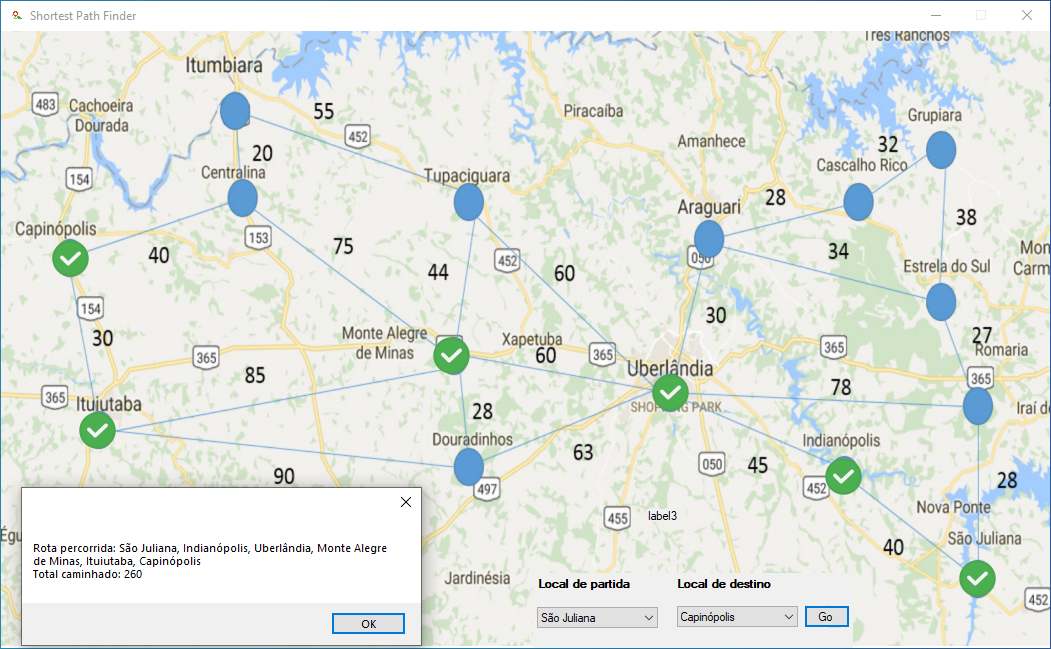 Shortest Path Finder
Três Ranchos
Itumbiara
483
Cachoeira
Dourada
55
452
Piracaíba
Amanhece
Grupiara
32
Cascalho Rico
20
Centralina
154
Tupaciguara
28
Araguari
38
Capinópolis
153
40
75
44
452
60
050
34
Mon
Carm
Estrela do Sul
154
30
30
Monte Alegre
de Minas
Xapetuba
60
365
365
27
Romaria
365
85
Uberlândia
365
365
78
Ituiutaba
SHOPPING PARK
Iraí d
28
Douradinhos
Indianópolis
63
050
45
90
497
452
28
Nova Ponte
455
label3
São Juliana
Égu
40
Rota percorrida: São Juliana, Indianópolis, Uberlândia, Monte Alegre
de Minas, Ituiutaba, Capinópolis
Total caminhado: 260
Jardinésia
Local de partida
Local de destino
452
São Juliana
Capinópolis
Go
OK